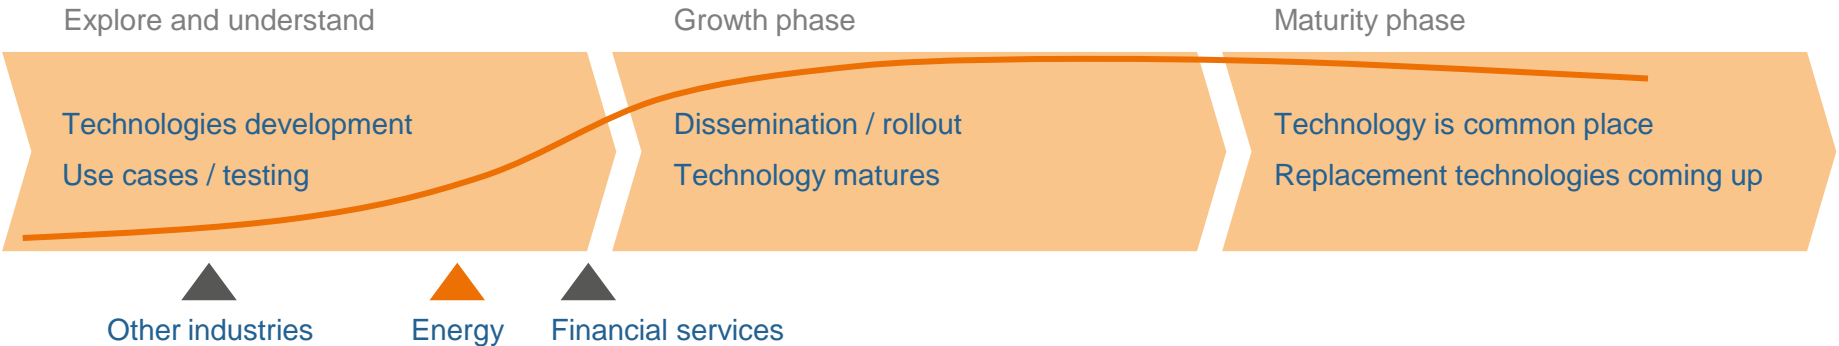 Explore and understand
Growth phase
Maturity phase
Technologies development
Use cases / testing
Dissemination / rollout
Technology matures
Technology is common place
Replacement technologies coming up
Other industries
Energy
Financial services